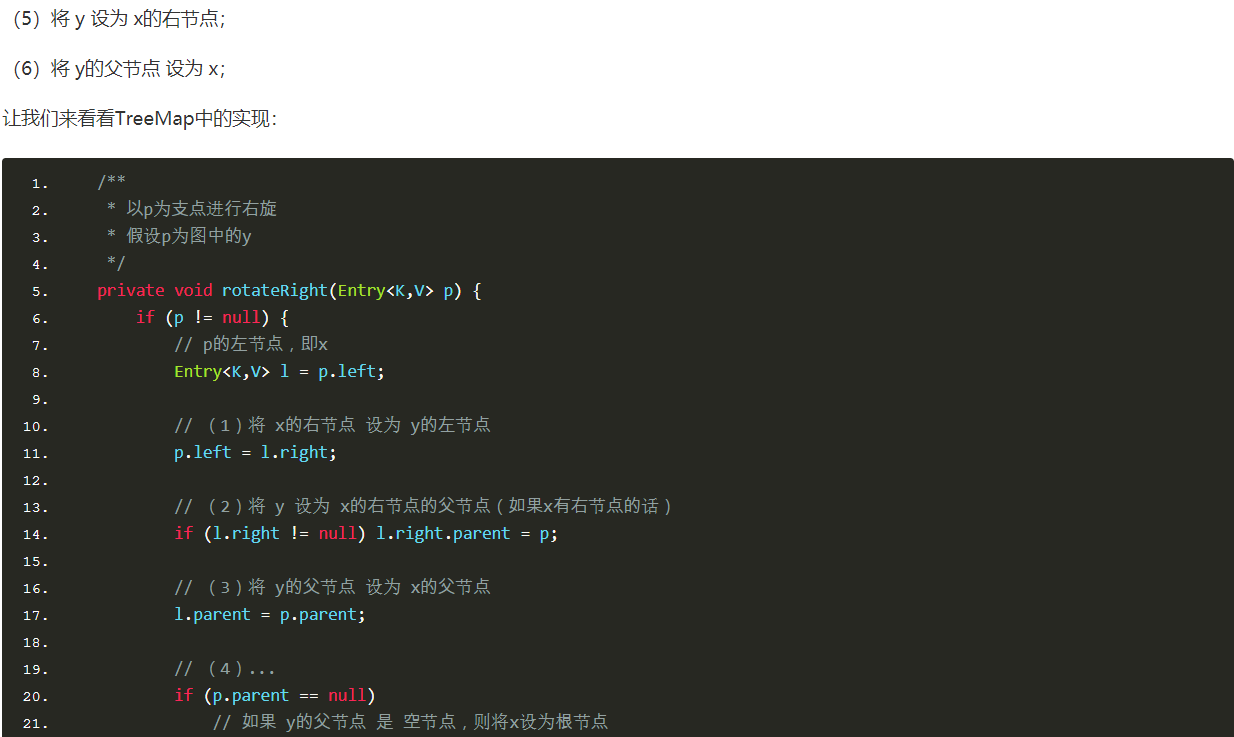 （5）将 y 设为 x的右节点；
（6）将 y的父节点 设为 x；
让我们来看看TreeMap中的实现：
1. /**
2. * 以p为支点进行右旋
3. * 假设p为图中的y
4. */
5. private void rotateRight(Entry<K,V> p) {
6. if (p != null) {
7. // p的左节点，即x
8. Entry<K,V> l = p.left;
9.
10. // （1）将 x的右节点 设为 y的左节点
11. p.left = l.right;
12.
13. // （2）将 y 设为 x的右节点的父节点（如果x有右节点的话）
14. if (l.right != null) l.right.parent = p;
15.
16. // （3）将 y的父节点 设为 x的父节点
17. l.parent = p.parent;
18.
19. // （4）...
20. if (p.parent == null)
21. // 如果 y的父节点 是 空节点，则将x设为根节点